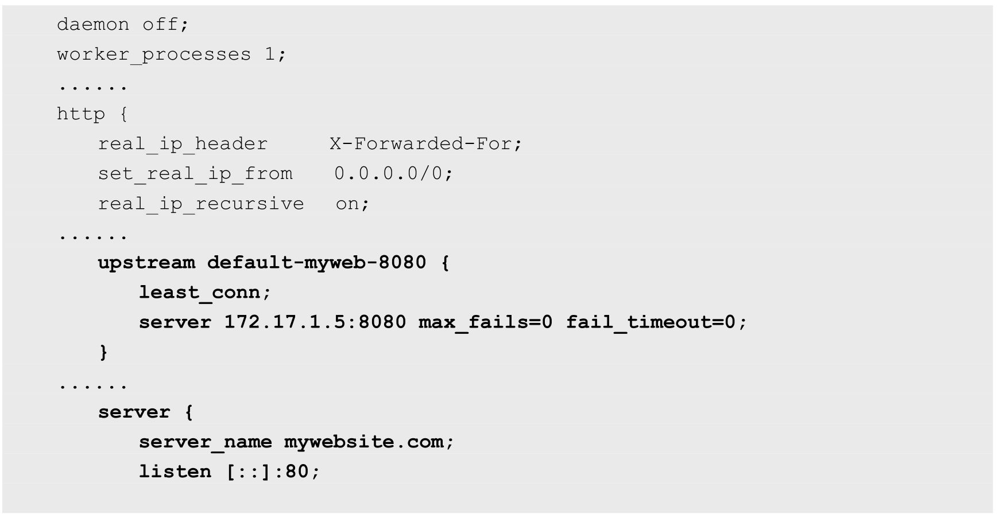 daemon off;
worker_processes 1;
......
http {
real_ip_header X-Forwarded-For;
set_real_ip_from 0.0.0.0/0;
real_ip_recursive on;
......
upstream default-myweb-8080 {
least_conn;
server 172.17.1.5:8080 max_fails=0 fail_timeout=0;
}
......
server {
server_name mywebsite.com;
listen [::]:80;